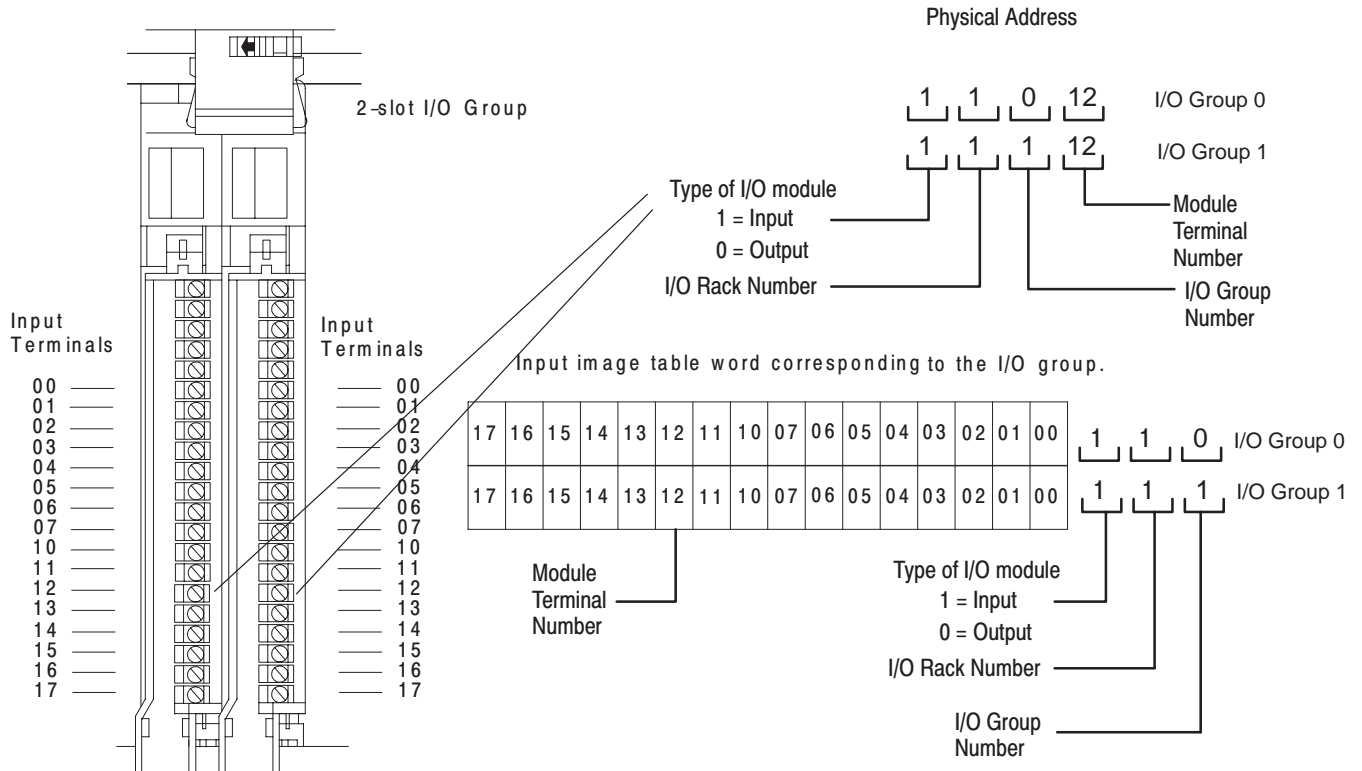 Physical Address
2-slot I/O Group
1 1 0 12 I/O Group 0
1 1 1 12 I/O Group 1
Type of I/O module
1 = Input
0 = Output
I/O Rack Number
Module
Terminal
Number
I/O Group
Number
Input
Terminals
00
01
02
03
04
05
06
07
10
11
12
13
14
15
16
17
Input
Terminals
00
01
02
03
04
05
06
07
10
11
12
13
14
15
16
17
Input image table word corresponding to the I/O group.
17 16 15 14 13 12 11 10 07 06 05 04 03 02 01 00 1 1 0 I/O Group 0
17 16 15 14 13 12 11 10 07 06 05 04 03 02 01 00 1 1 1 I/O Group 1
Module
Terminal
Number
Type of I/O module
1 = Input
0 = Output
I/O Rack Number
I/O Group
Number